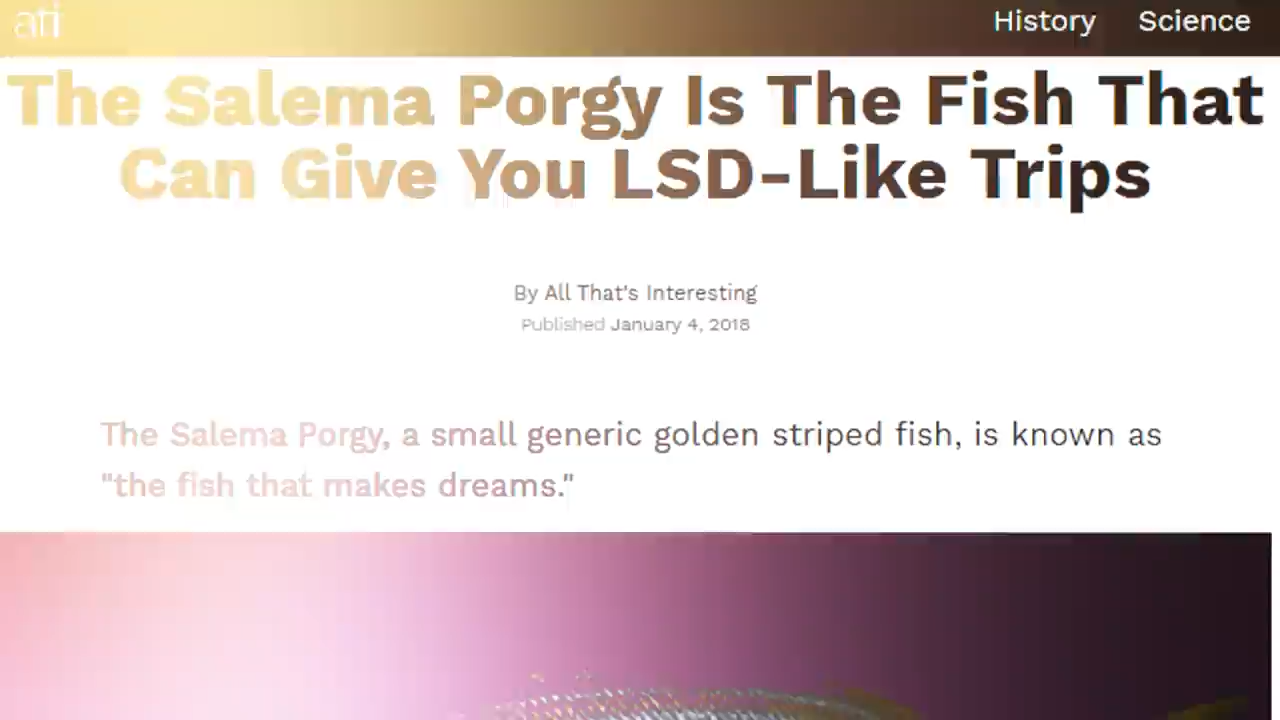 ati
History Science
The Salema Porgy Is The Fish That
Can Give You LSD-Like Trips
By All That's Interesting
Published January 4, 2018
The Salema Porgy, a small generic golden striped fish, is known as
"the fish that makes dreams."